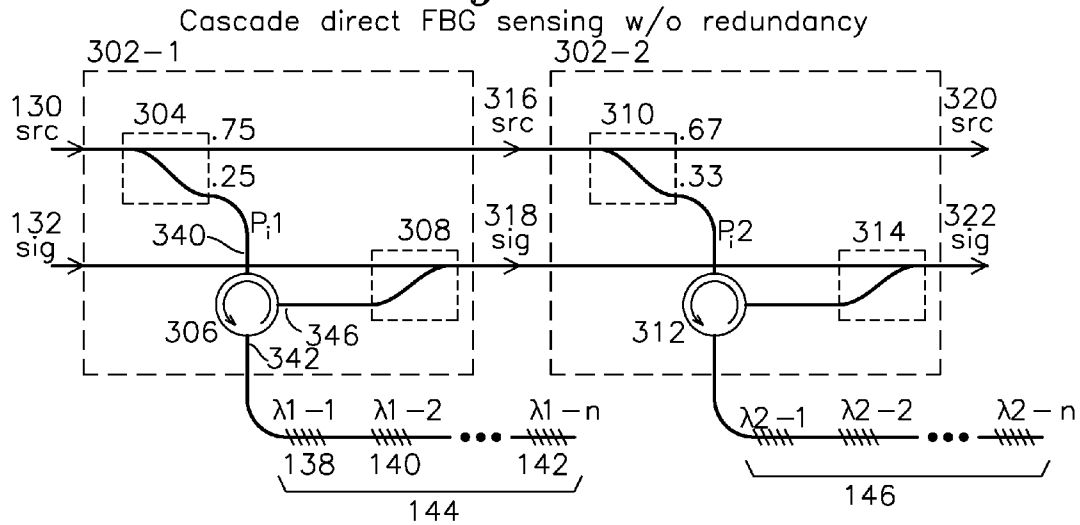 Cascade direct FBG sensing w/o redundancy
302-1 302-2
130 src 304 .75 316 src 310 .67 320 src
.25 .33
132 sig 340 Pi1 308 318 sig Pi2 314 322 sig
306 346 312
342
λ1-1 λ1-2 λ1-n λ2-1 λ2-2 λ2-n
138 140 142
144 146